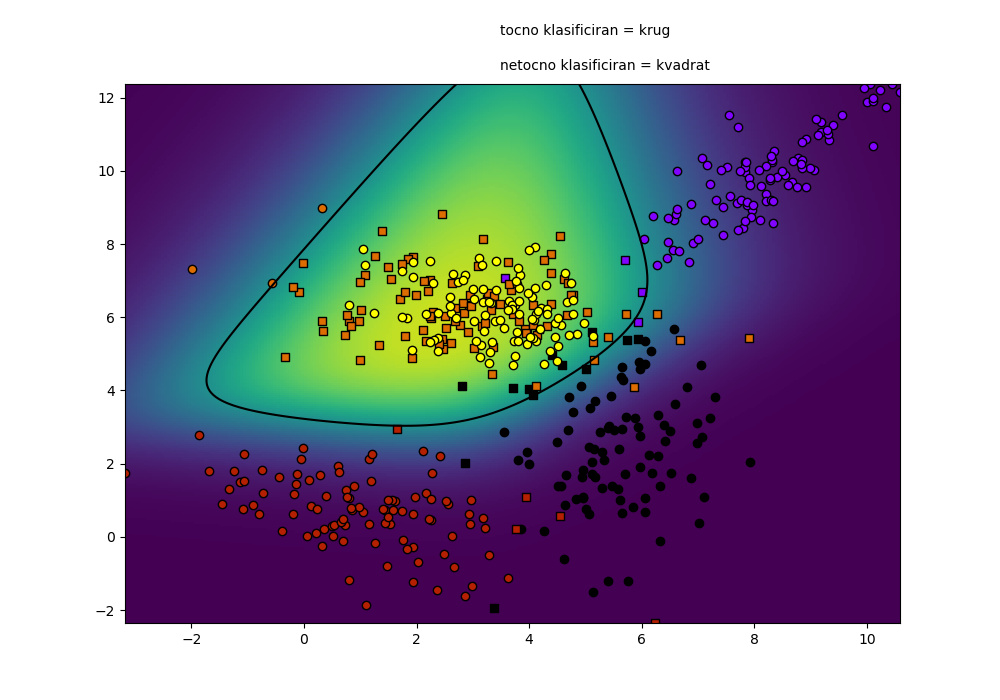 tocno klasificiran = krug
netocno klasificiran = kvadrat
12
10
8
6
4
2
0
−2
−2 0 2 4 6 8 10